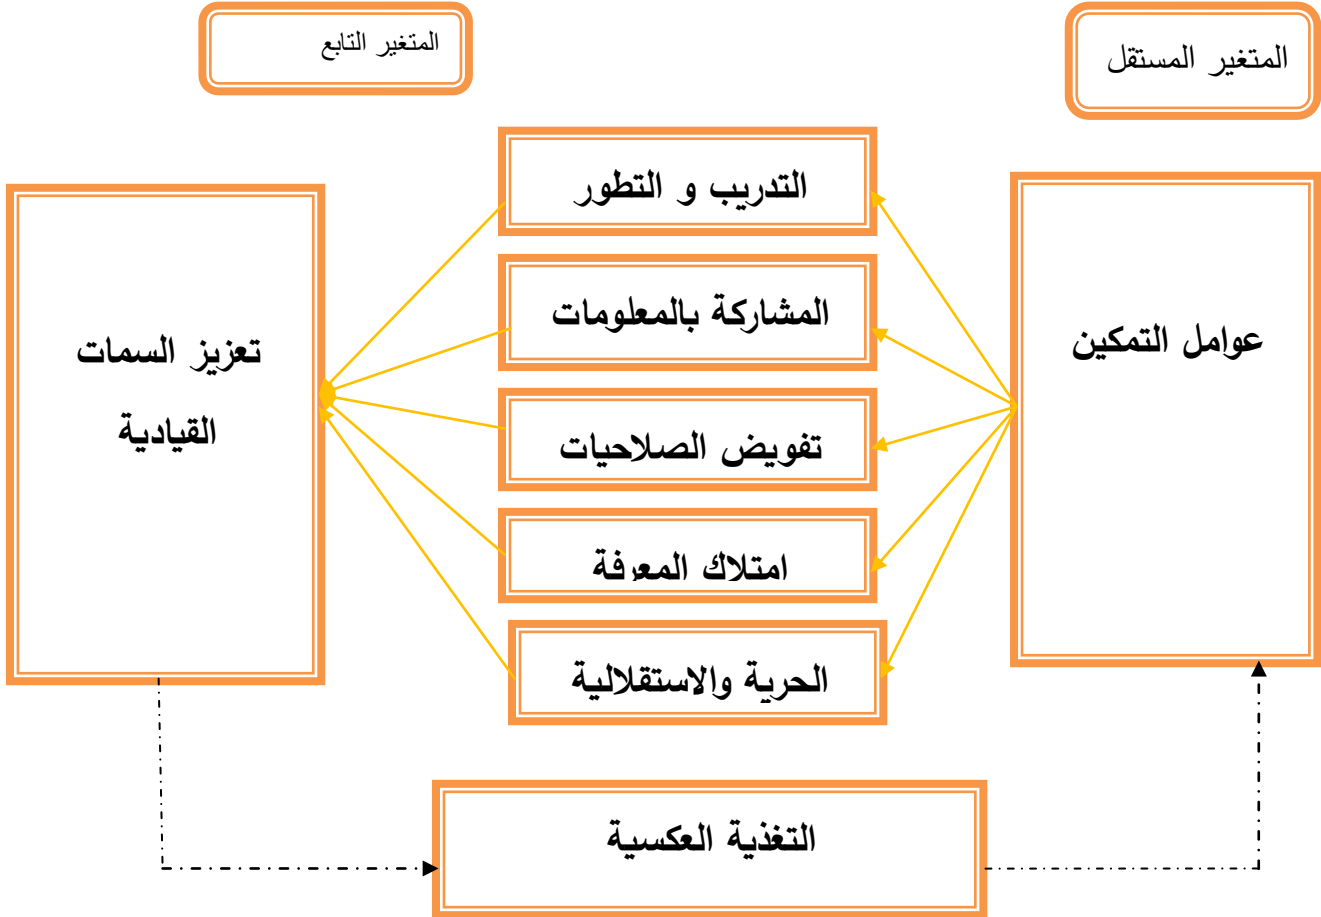 المتغير المستقل
المتغير التابع
عوامل التمكين
التدريب و التطور
المشاركة بالمعلومات
تفويض الصلاحيات
امتلاك المعرفة
الحرية والاستقلالية
تعزيز السمات
القيادية
التغذية العكسية